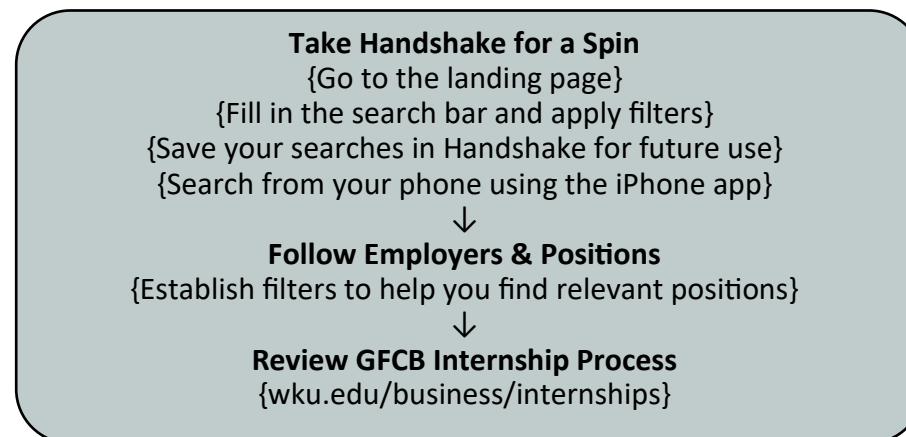 Take Handshake for a Spin
{Go to the landing page}
{Fill in the search bar and apply filters}
{Save your searches in Handshake for future use}
{Search from your phone using the iPhone app}
↓
Follow Employers & Positions
{Establish filters to help you find relevant positions}
↓
Review GFCB Internship Process
{wku.edu/business/internships}